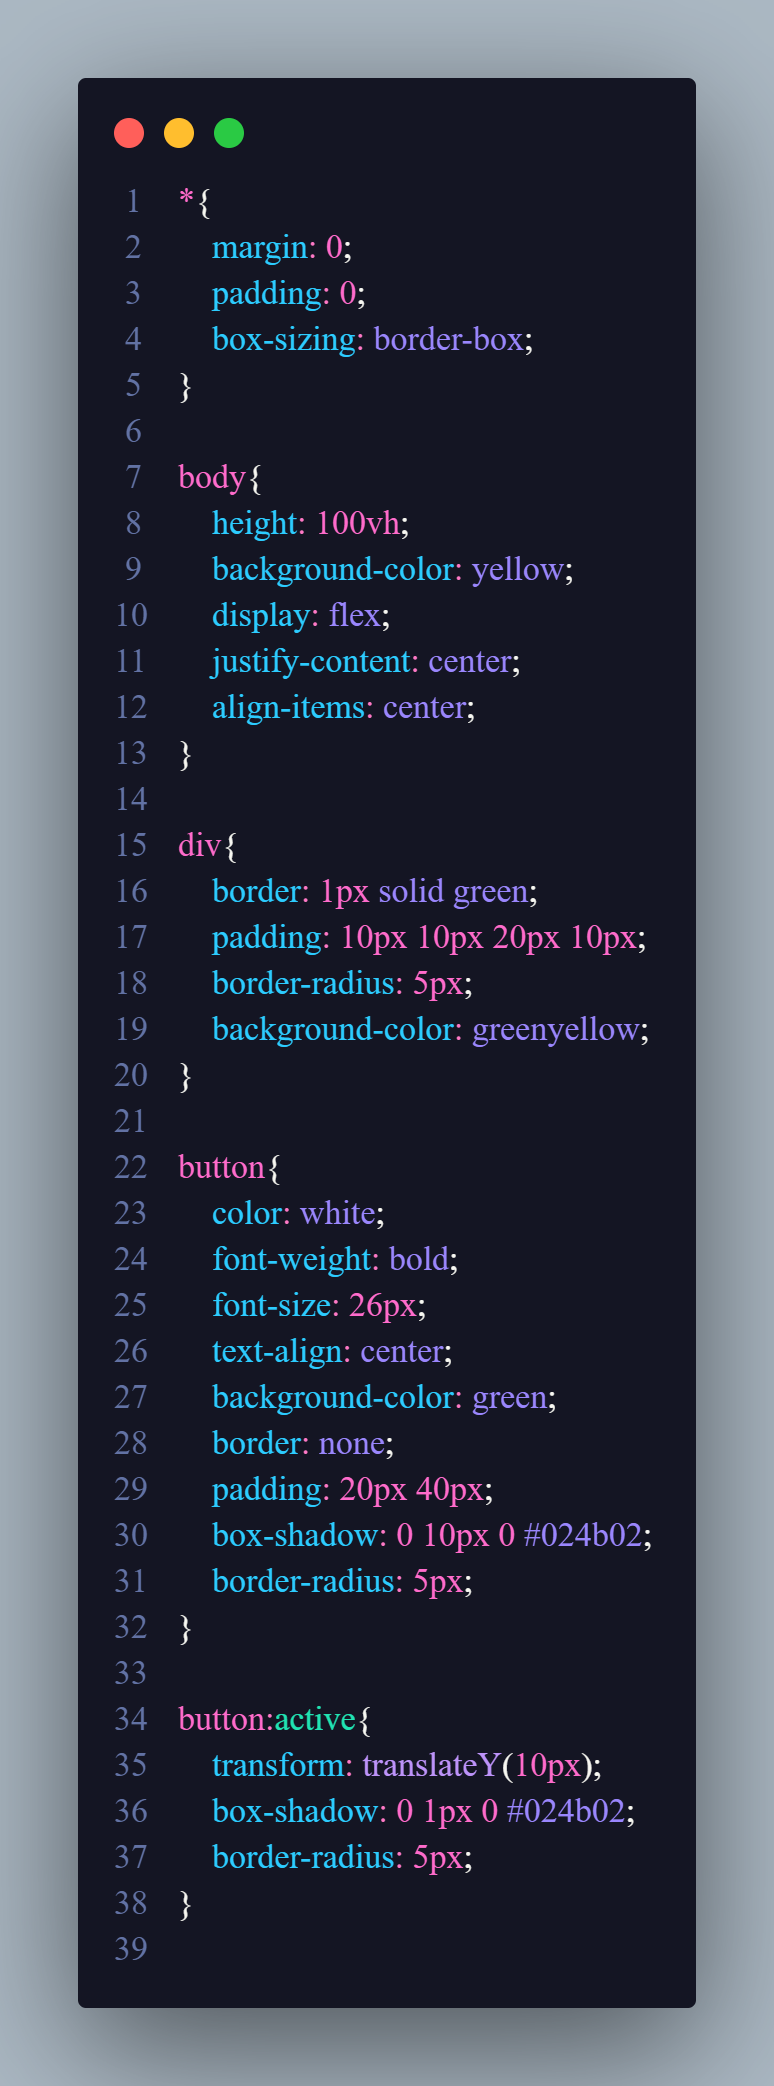 1 *{
2     margin: 0;
3     padding: 0;
4     box-sizing: border-box;
5 }
6
7 body{
8     height: 100vh;
9     background-color: yellow;
10     display: flex;
11     justify-content: center;
12     align-items: center;
13 }
14
15 div{
16     border: 1px solid green;
17     padding: 10px 10px 20px 10px;
18     border-radius: 5px;
19     background-color: greenyellow;
20 }
21
22 button{
23     color: white;
24     font-weight: bold;
25     font-size: 26px;
26     text-align: center;
27     background-color: green;
28     border: none;
29     padding: 20px 40px;
30     box-shadow: 0 10px 0 #024b02;
31     border-radius: 5px;
32 }
33
34 button:active{
35     transform: translateY(10px);
36     box-shadow: 0 1px 0 #024b02;
37     border-radius: 5px;
38 }
39